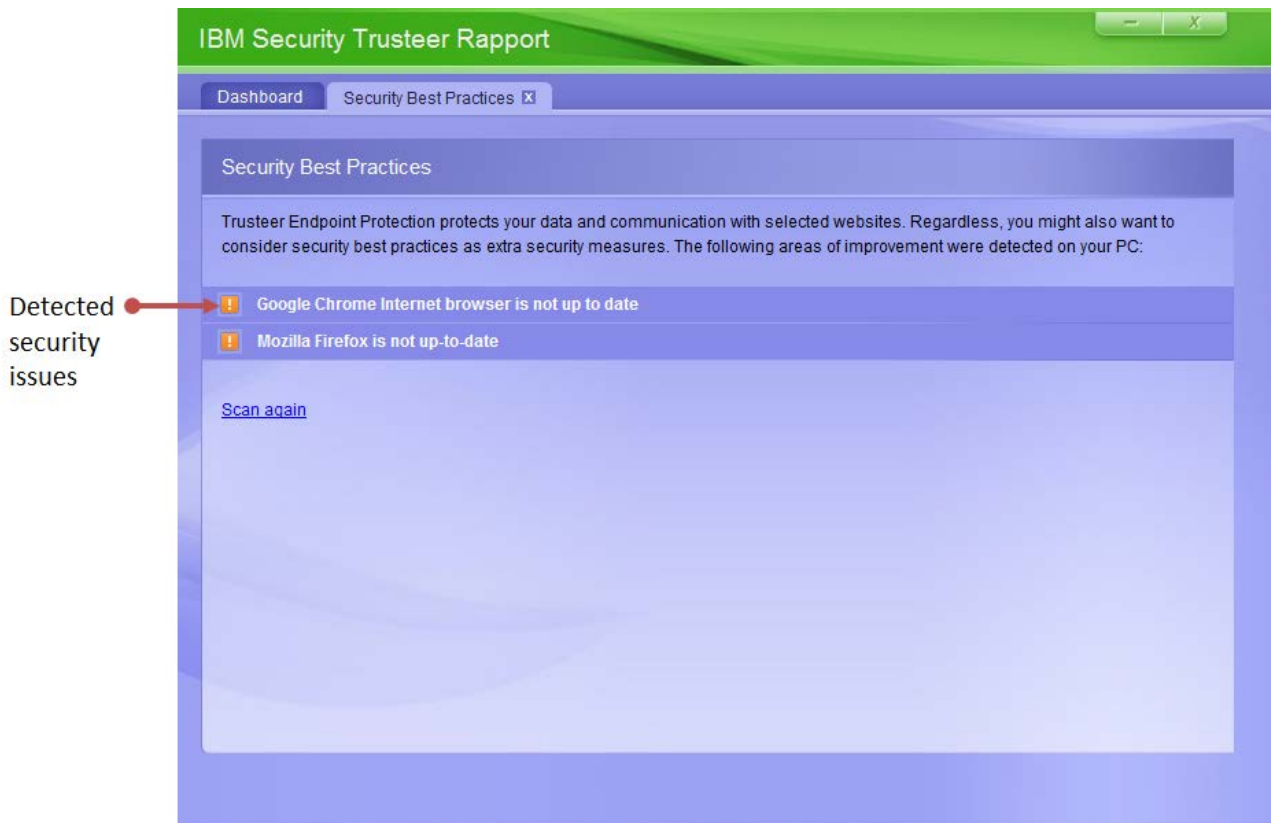 IBM Security Trusteer Rapport
Dashboard
Security Best Practices
Security Best Practices
Trusteer Endpoint Protection protects your data and communication with selected websites. Regardless, you might also want to
consider security best practices as extra security measures. The following areas of improvement were detected on your PC:
Detected
security
issues
Google Chrome Internet browser is not up to date
Mozilla Firefox is not up-to-date
Scan again